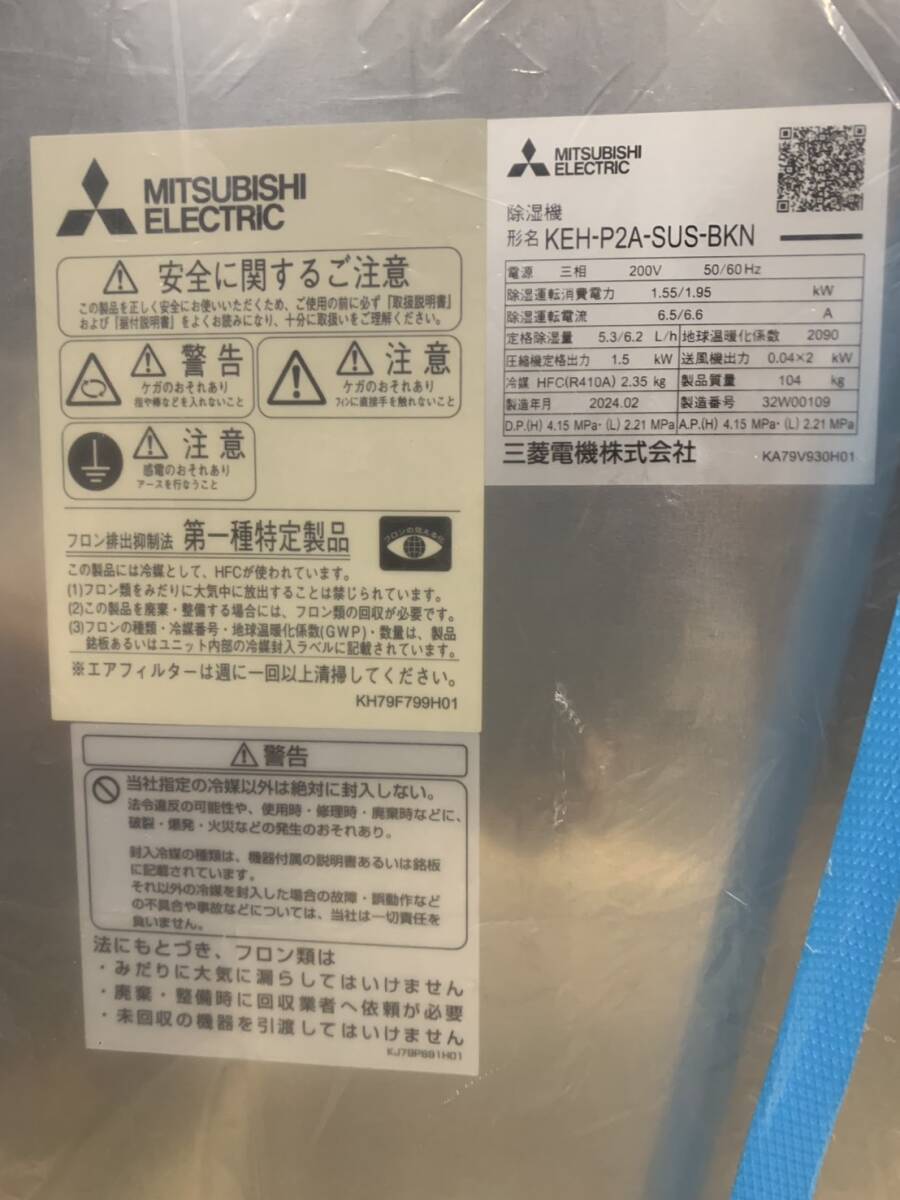 MITSUBISHI
ELECTRIC
安全に関するご注意
この製品を正しく安全にお使いいただくため、ご使用の前に必ず「取扱説明書」
および「据付説明書」をよくお読みになり、十分に取扱いをご理解ください。
警告
ケガのおそれあり
指や棒などを入れないこと
注意
ケガのおそれあり
フィンに直接手を触れないこと
注意
感電のおそれあり
アースを行なうこと
フロン排出抑制法 第一種特定製品
この製品には冷媒として、HFCが使われています。
(1)フロン類をみだりに大気中に放出することは禁じられています。
(2)この製品を廃棄・整備する場合には、フロン類の回収が必要です。
(3)フロンの種類・冷媒番号・地球温暖化係数(GWP)・数量は、製品
銘板あるいはユニット内部の冷媒封入ラベルに記載されています。
※エアフィルターは週に一回以上清掃してください。
KH79F799H01
MITSUBISHI
ELECTRIC
除湿機
形名 KEH-P2A-SUS-BKN
電源 三相 200V 50/60Hz
除湿運転消費電力 1.55/1.95 kW
除湿運転電流 6.5/6.6 A
定格除湿量 5.3/6.2 L/h 地球温暖化係数 2090
圧縮機定格出力 1.5 kW 送風機出力 0.04×2 kW
冷媒 HFC(R410A) 2.35 kg 製品質量 104 kg
製造年月 2024.02 製造番号 32W00109
D.P.(H) 4.15 MPa・(L) 2.21 MPa A.P.(H) 4.15 MPa・(L) 2.21 MPa
三菱電機株式会社 KA79V930H01
警告
当社指定の冷媒以外は絶対に封入しない。
法令違反の可能性や、使用時・修理時・廃棄時などに、
破裂・爆発・火災などの発生のおそれあり。
封入冷媒の種類は、機器付属の説明書あるいは銘板
に記載されています。
それ以外の冷媒を封入した場合の故障・誤動作など
の不具合や事故などについては、当社は一切責任を
負いません。
法にもとづき、フロン類は
・みだりに大気に漏らしてはいけません
・廃棄・整備時に回収業者へ依頼が必要
・未回収の機器を引渡してはいけません